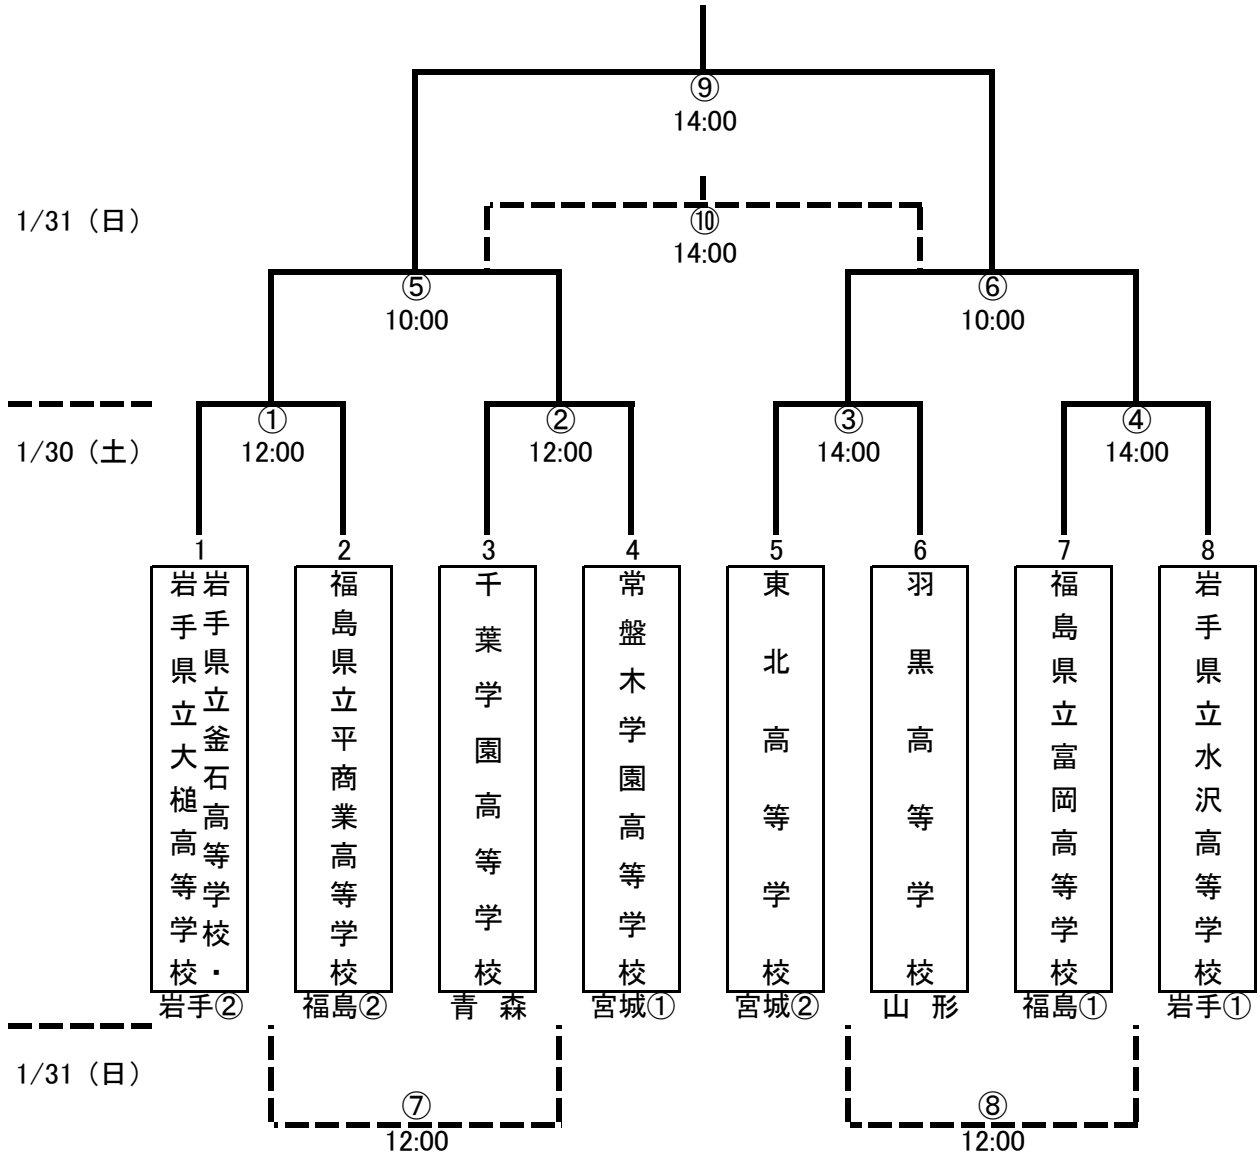 ⑨
14:00
1/31（日）
⑩
14:00
⑤
10:00
⑥
10:00
1/30（土）
①
12:00
②
12:00
③
14:00
④
14:00
1
2
3
4
5
6
7
8
岩手県立釜石高等学校・
岩手県立大槌高等学校
福島県立平商業高等学校
千葉学園高等学校
常盤木学園高等学校
東北高等学校
羽黒高等学校
福島県立富岡高等学校
岩手県立水沢高等学校
岩手②
福島②
青　森
宮城①
宮城②
山　形
福島①
岩手①
1/31（日）
⑦
12:00
⑧
12:00